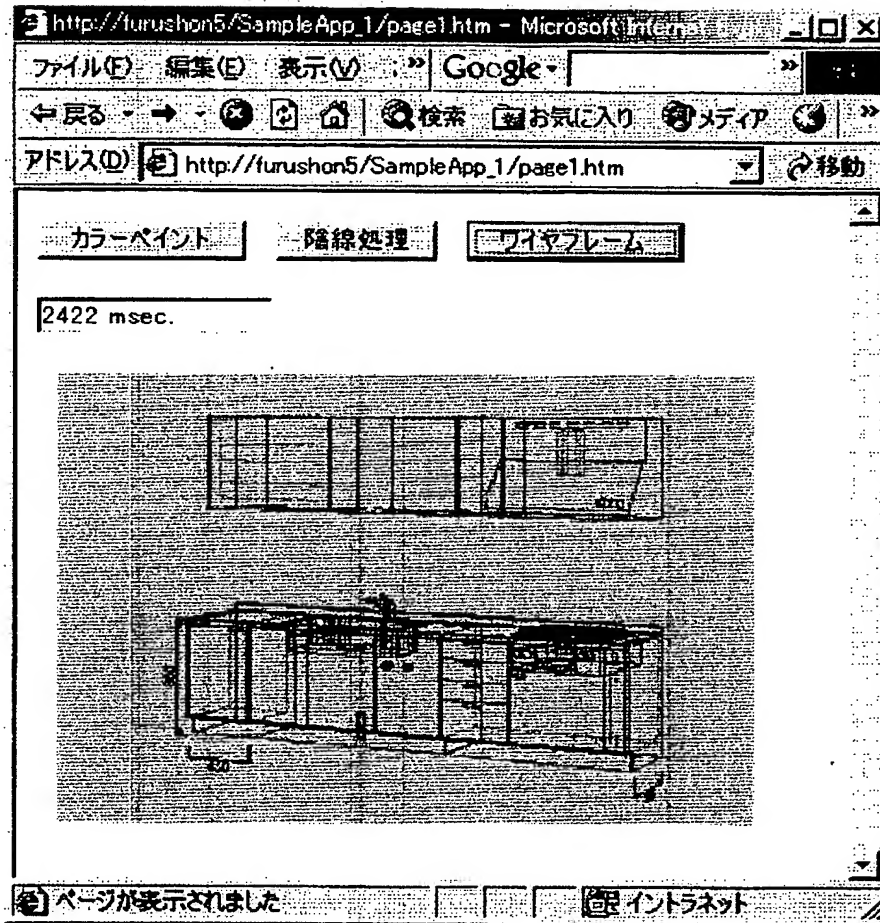 http://furushon5/SampleApp_1/page1.htm - Microsoft
ファイル(F) 編集(E) 表示(V) » Google »
戻る 検索 お気に入り メディア »
アドレス(D) http://furushon5/SampleApp_1/page1.htm 移動
カラーペイント 陰線処理 ワイヤフレーム
2422 msec.
ページが表示されました イントラネット